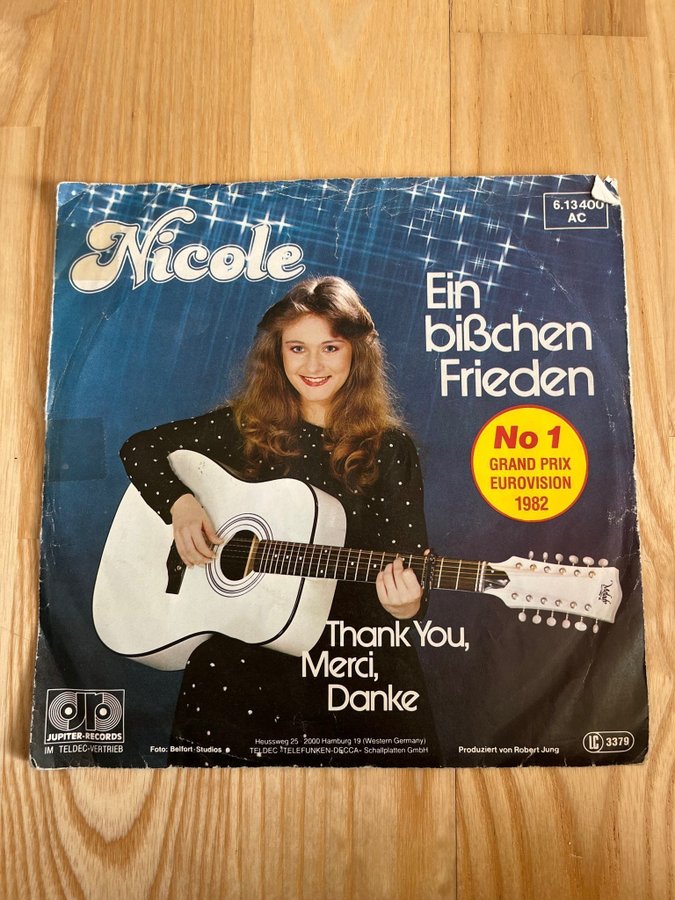 6.13400
AC
Nicole
Ein
bißchen
Frieden
No 1
GRAND PRIX
EUROVISION
1982
Thank You,
Merci,
Danke
jr
JUPITER-RECORDS
IM TELDEC-VERTRIEB
Foto: Belfort-Studios
Heussweg 25 · 2000 Hamburg 19 (Western Germany)
TELDEC »TELEFUNKEN-DECCA« Schallplatten GmbH
Produziert von Robert Jung
LC 3379